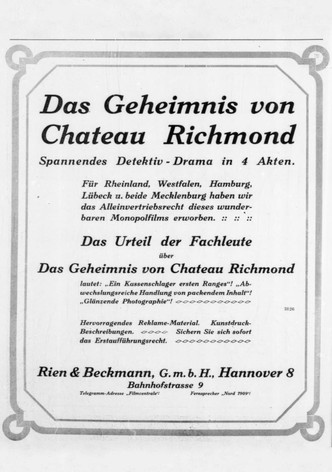 Das Geheimnis von
Chateau Richmond
Spannendes Detektiv-Drama in 4 Akten.
Für Rheinland, Westfalen, Hamburg,
Lübeck u. beide Mecklenburg haben wir
das Alleinvertriebsrecht dieses wunder-
baren Monopolfilms erworben. :: :: ::
Das Urteil der Fachleute
über
Das Geheimnis von Chateau Richmond
lautet: „Ein Kassenschlager ersten Ranges“! „Ab-
wechslungsreiche Handlung von packendem Inhalt“!
„Glänzende Photographie“!
Hervorragendes Reklame-Material. Kunstdruck-
Beschreibungen. Sichern Sie sich sofort
das Erstaufführungsrecht.
Rien & Beckmann, G. m. b. H., Hannover 8
Bahnhofstrasse 9
Telegramm-Adresse „Filmcentrale“ Fernsprecher „Nord